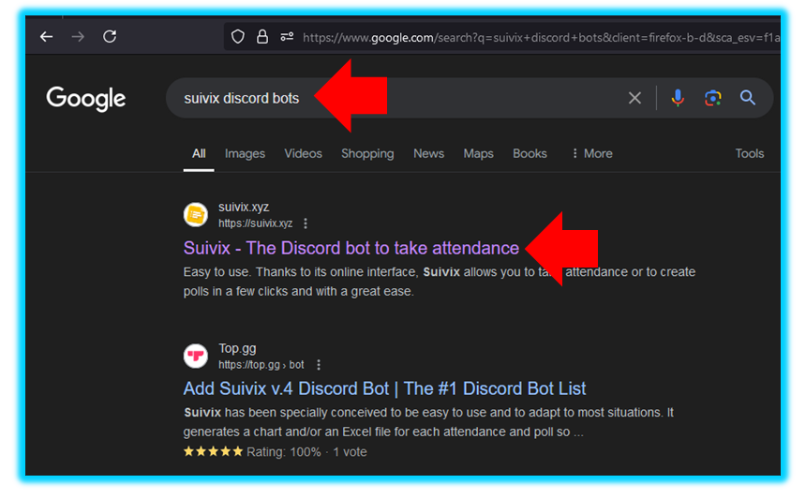 https://www.google.com/search?q=suivix+discord+bots&client=firefox-b-d&sca_esv=f1a
Google
suivix discord bots
All Images Videos Shopping News Maps Books More Tools
suivix.xyz
https://suivix.xyz
Suivix - The Discord bot to take attendance
Easy to use. Thanks to its online interface, Suivix allows you to attendance or to create
polls in a few clicks and with a great ease.
Top.gg
https://top.gg › bot
Add Suivix v.4 Discord Bot | The #1 Discord Bot List
Suivix has been specially conceived to be easy to use and to adapt to most situations. It
generates a chart and/or an Excel file for each attendance and poll so ...
Rating: 100% · 1 vote